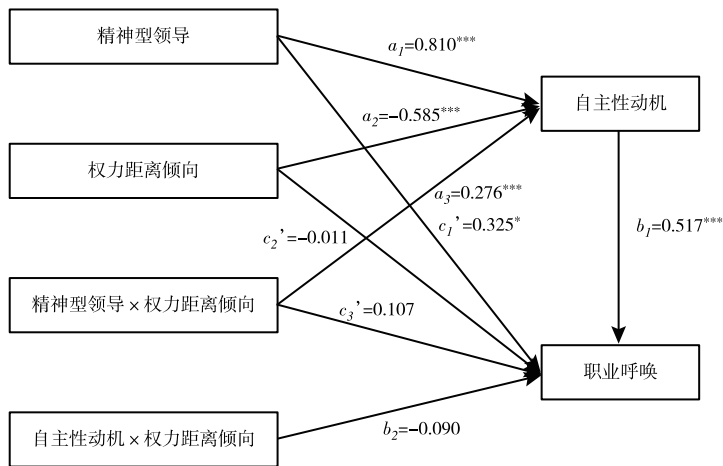 精神型领导
a1=0.810***
自主性动机
a2=−0.585***
权力距离倾向
a3=0.276***
c1’=0.325*
b1=0.517***
c2’=−0.011
精神型领导×权力距离倾向
c3’=0.107
职业呼唤
自主性动机×权力距离倾向
b2=−0.090